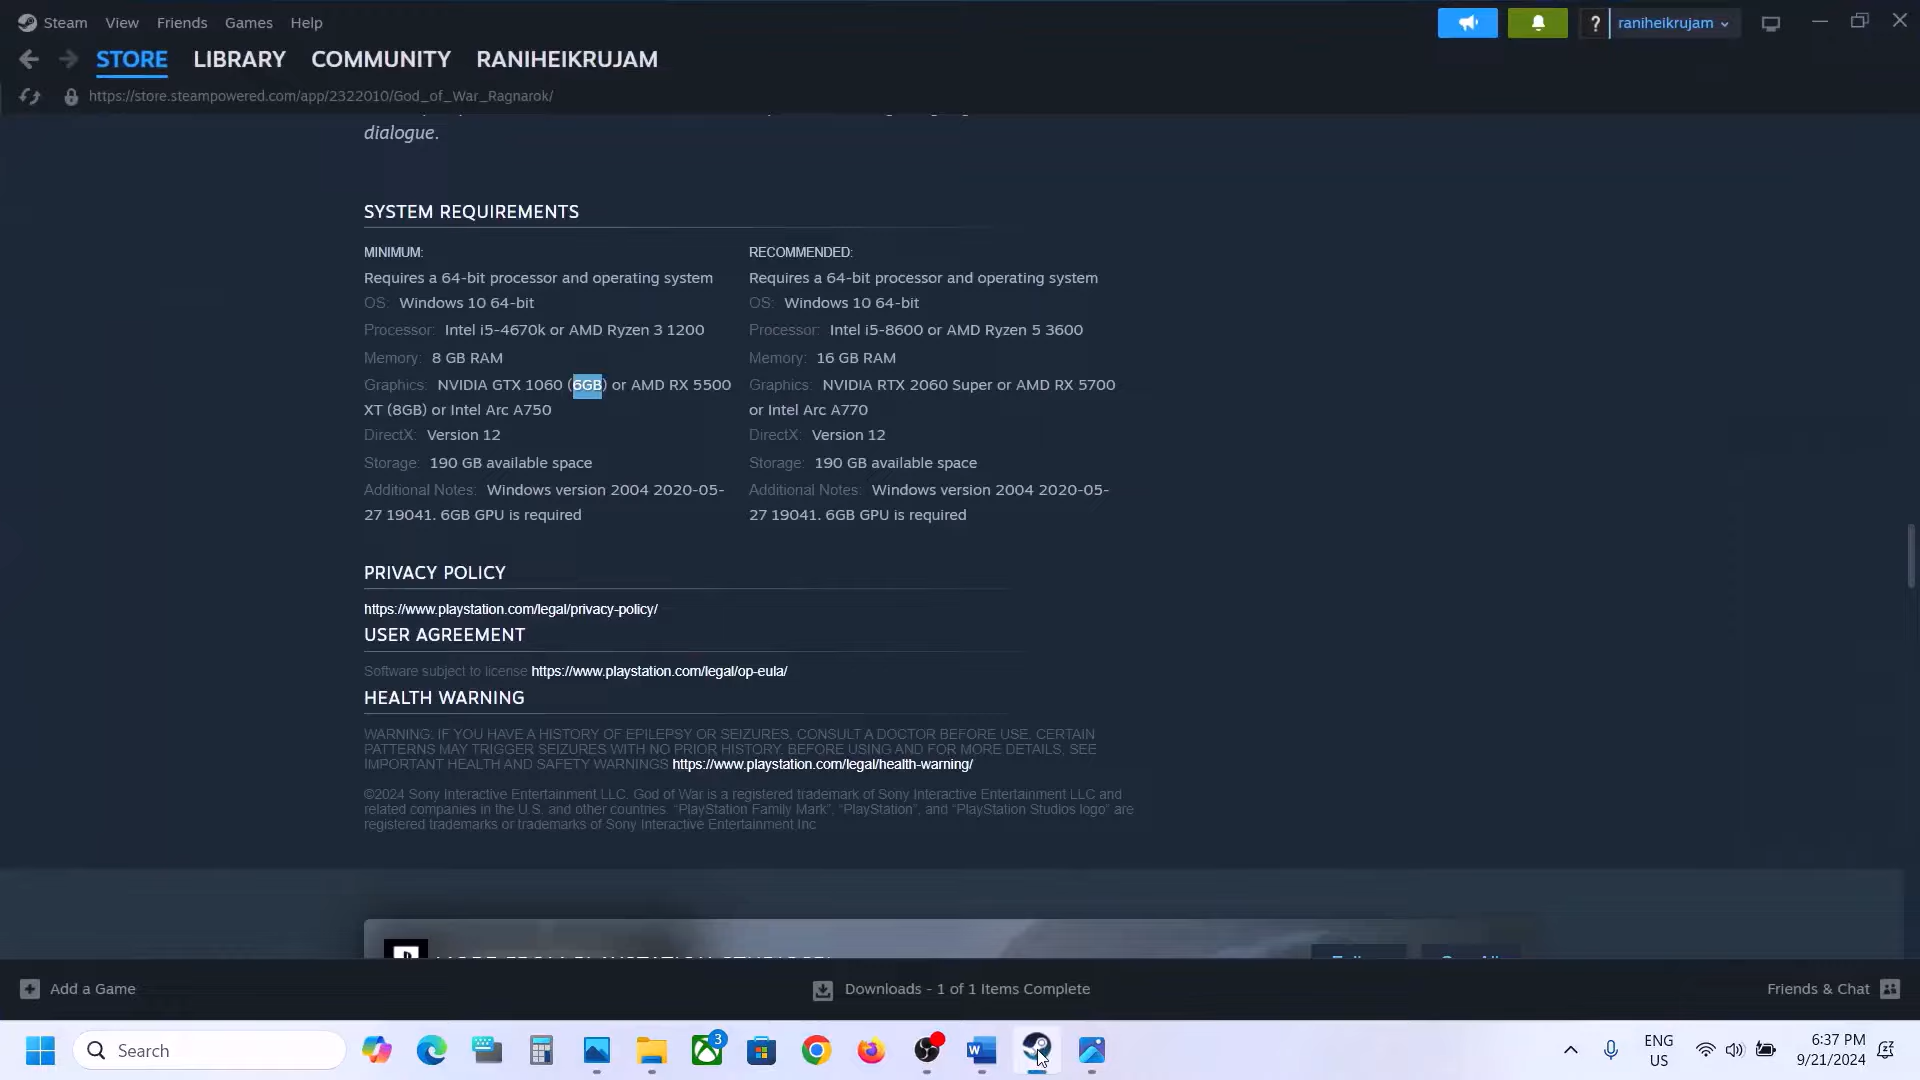 Steam View Friends Games Help
? raniheikrujam
STORE LIBRARY COMMUNITY RANIHEIKRUJAM
https://store.steampowered.com/app/2322010/God_of_War_Ragnarok/
dialogue.
SYSTEM REQUIREMENTS
MINIMUM:
Requires a 64-bit processor and operating system
OS: Windows 10 64-bit
Processor: Intel i5-4670k or AMD Ryzen 3 1200
Memory: 8 GB RAM
Graphics: NVIDIA GTX 1060 (6GB) or AMD RX 5500
XT (8GB) or Intel Arc A750
DirectX: Version 12
Storage: 190 GB available space
Additional Notes: Windows version 2004 2020-05-
27 19041. 6GB GPU is required
RECOMMENDED:
Requires a 64-bit processor and operating system
OS: Windows 10 64-bit
Processor: Intel i5-8600 or AMD Ryzen 5 3600
Memory: 16 GB RAM
Graphics: NVIDIA RTX 2060 Super or AMD RX 5700
or Intel Arc A770
DirectX: Version 12
Storage: 190 GB available space
Additional Notes: Windows version 2004 2020-05-
27 19041. 6GB GPU is required
PRIVACY POLICY
https://www.playstation.com/legal/privacy-policy/
USER AGREEMENT
Software subject to license https://www.playstation.com/legal/op-eula/
HEALTH WARNING
WARNING: IF YOU HAVE A HISTORY OF EPILEPSY OR SEIZURES, CONSULT A DOCTOR BEFORE USE. CERTAIN
PATTERNS MAY TRIGGER SEIZURES WITH NO PRIOR HISTORY. BEFORE USING AND FOR MORE DETAILS, SEE
IMPORTANT HEALTH AND SAFETY WARNINGS https://www.playstation.com/legal/health-warning/
©2024 Sony Interactive Entertainment LLC. God of War is a registered trademark of Sony Interactive Entertainment LLC and
related companies in the U.S. and other countries. “PlayStation Family Mark”, “PlayStation”, and “PlayStation Studios logo” are
registered trademarks or trademarks of Sony Interactive Entertainment Inc
Add a Game
Downloads - 1 of 1 Items Complete
Friends & Chat
Search
3
ENG
US
6:37 PM
9/21/2024